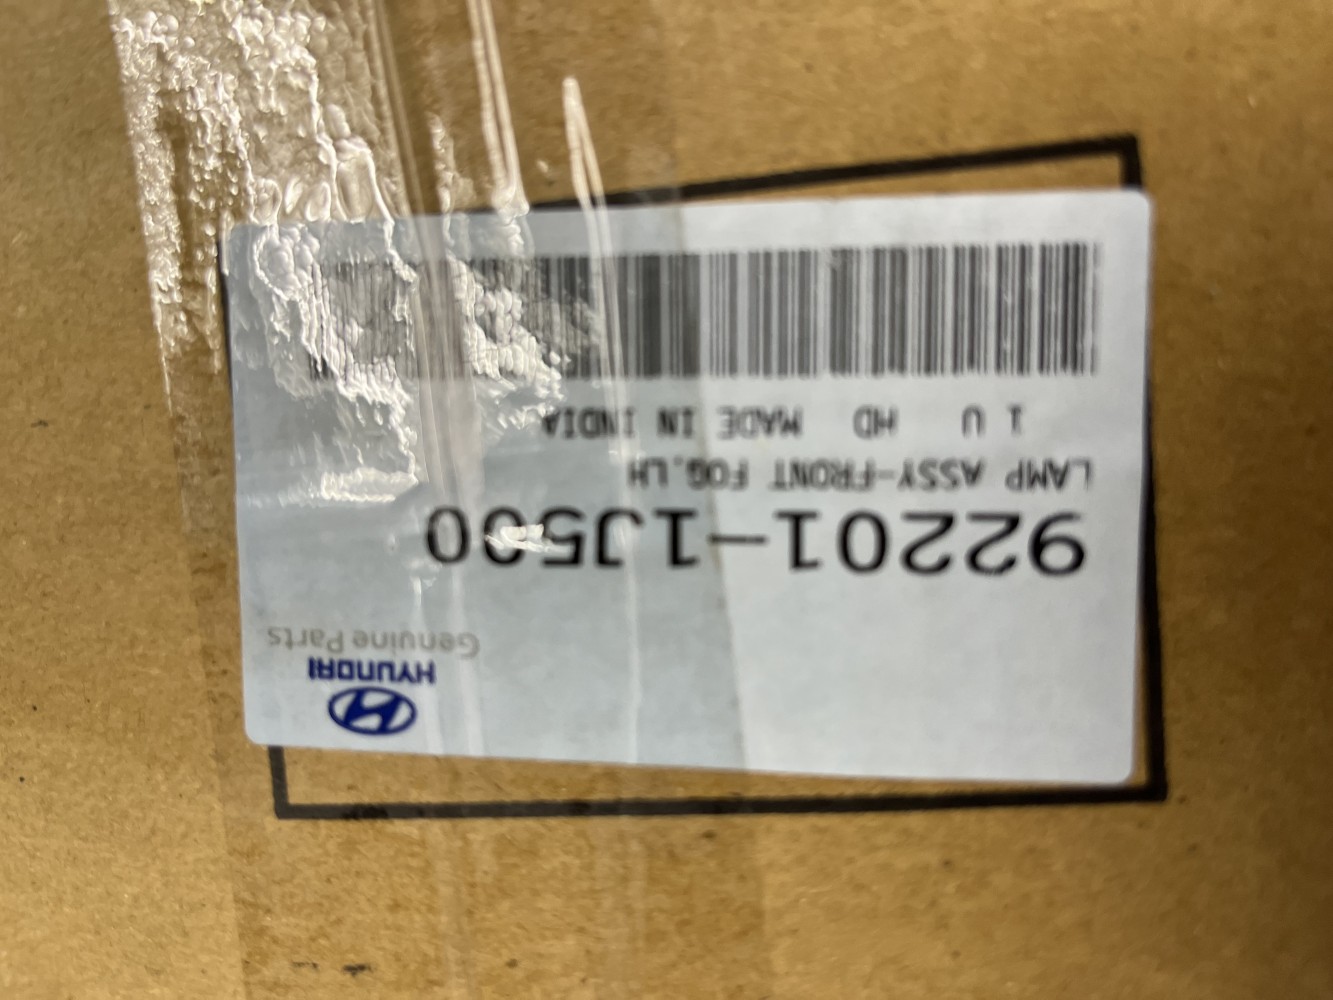 HYUNDAI
Genuine Parts
92201-1J500
LAMP ASSY-FRONT FOG,LH
1 U HD MADE IN INDIA